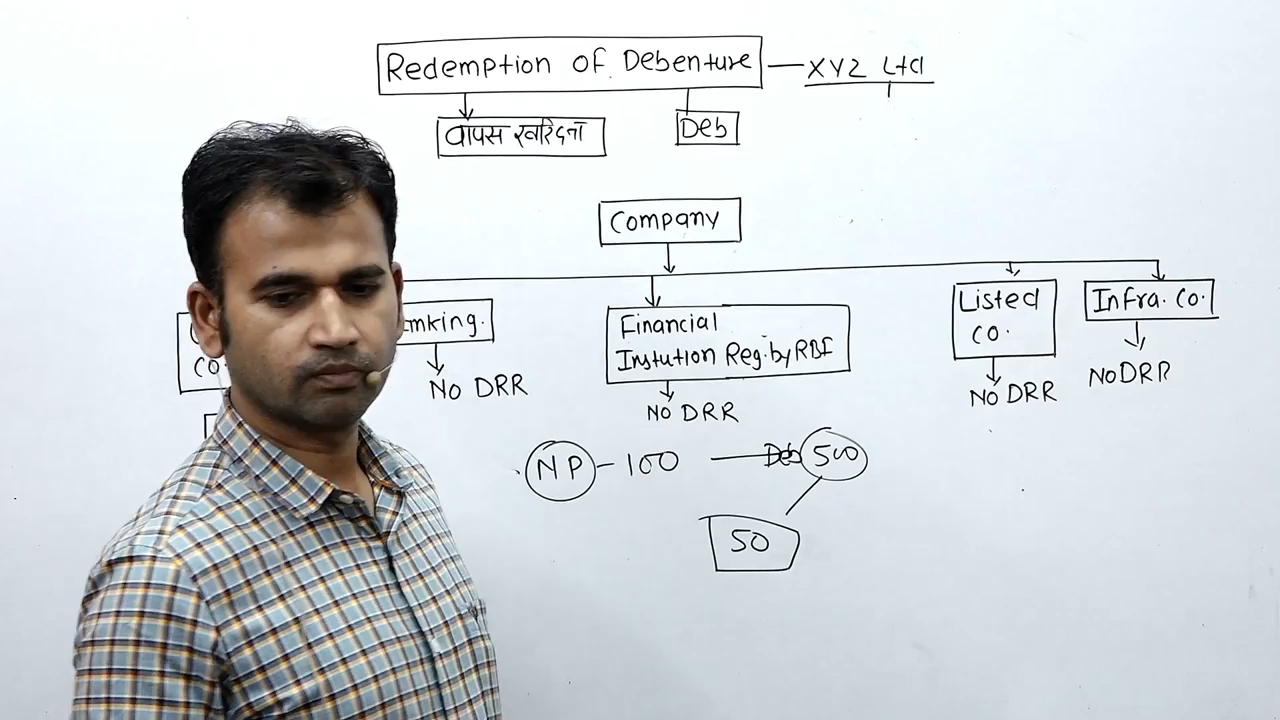 Redemption of Debenture — XYZ Ltd
वापस खरिदना
Deb
Company
Financial
Instution Reg. by RBI
Listed
Co.
Infra. Co.
CO.
NO DRR
NO DRR
NO DRR
NO DRR
NP - 100 — Deb 500
50